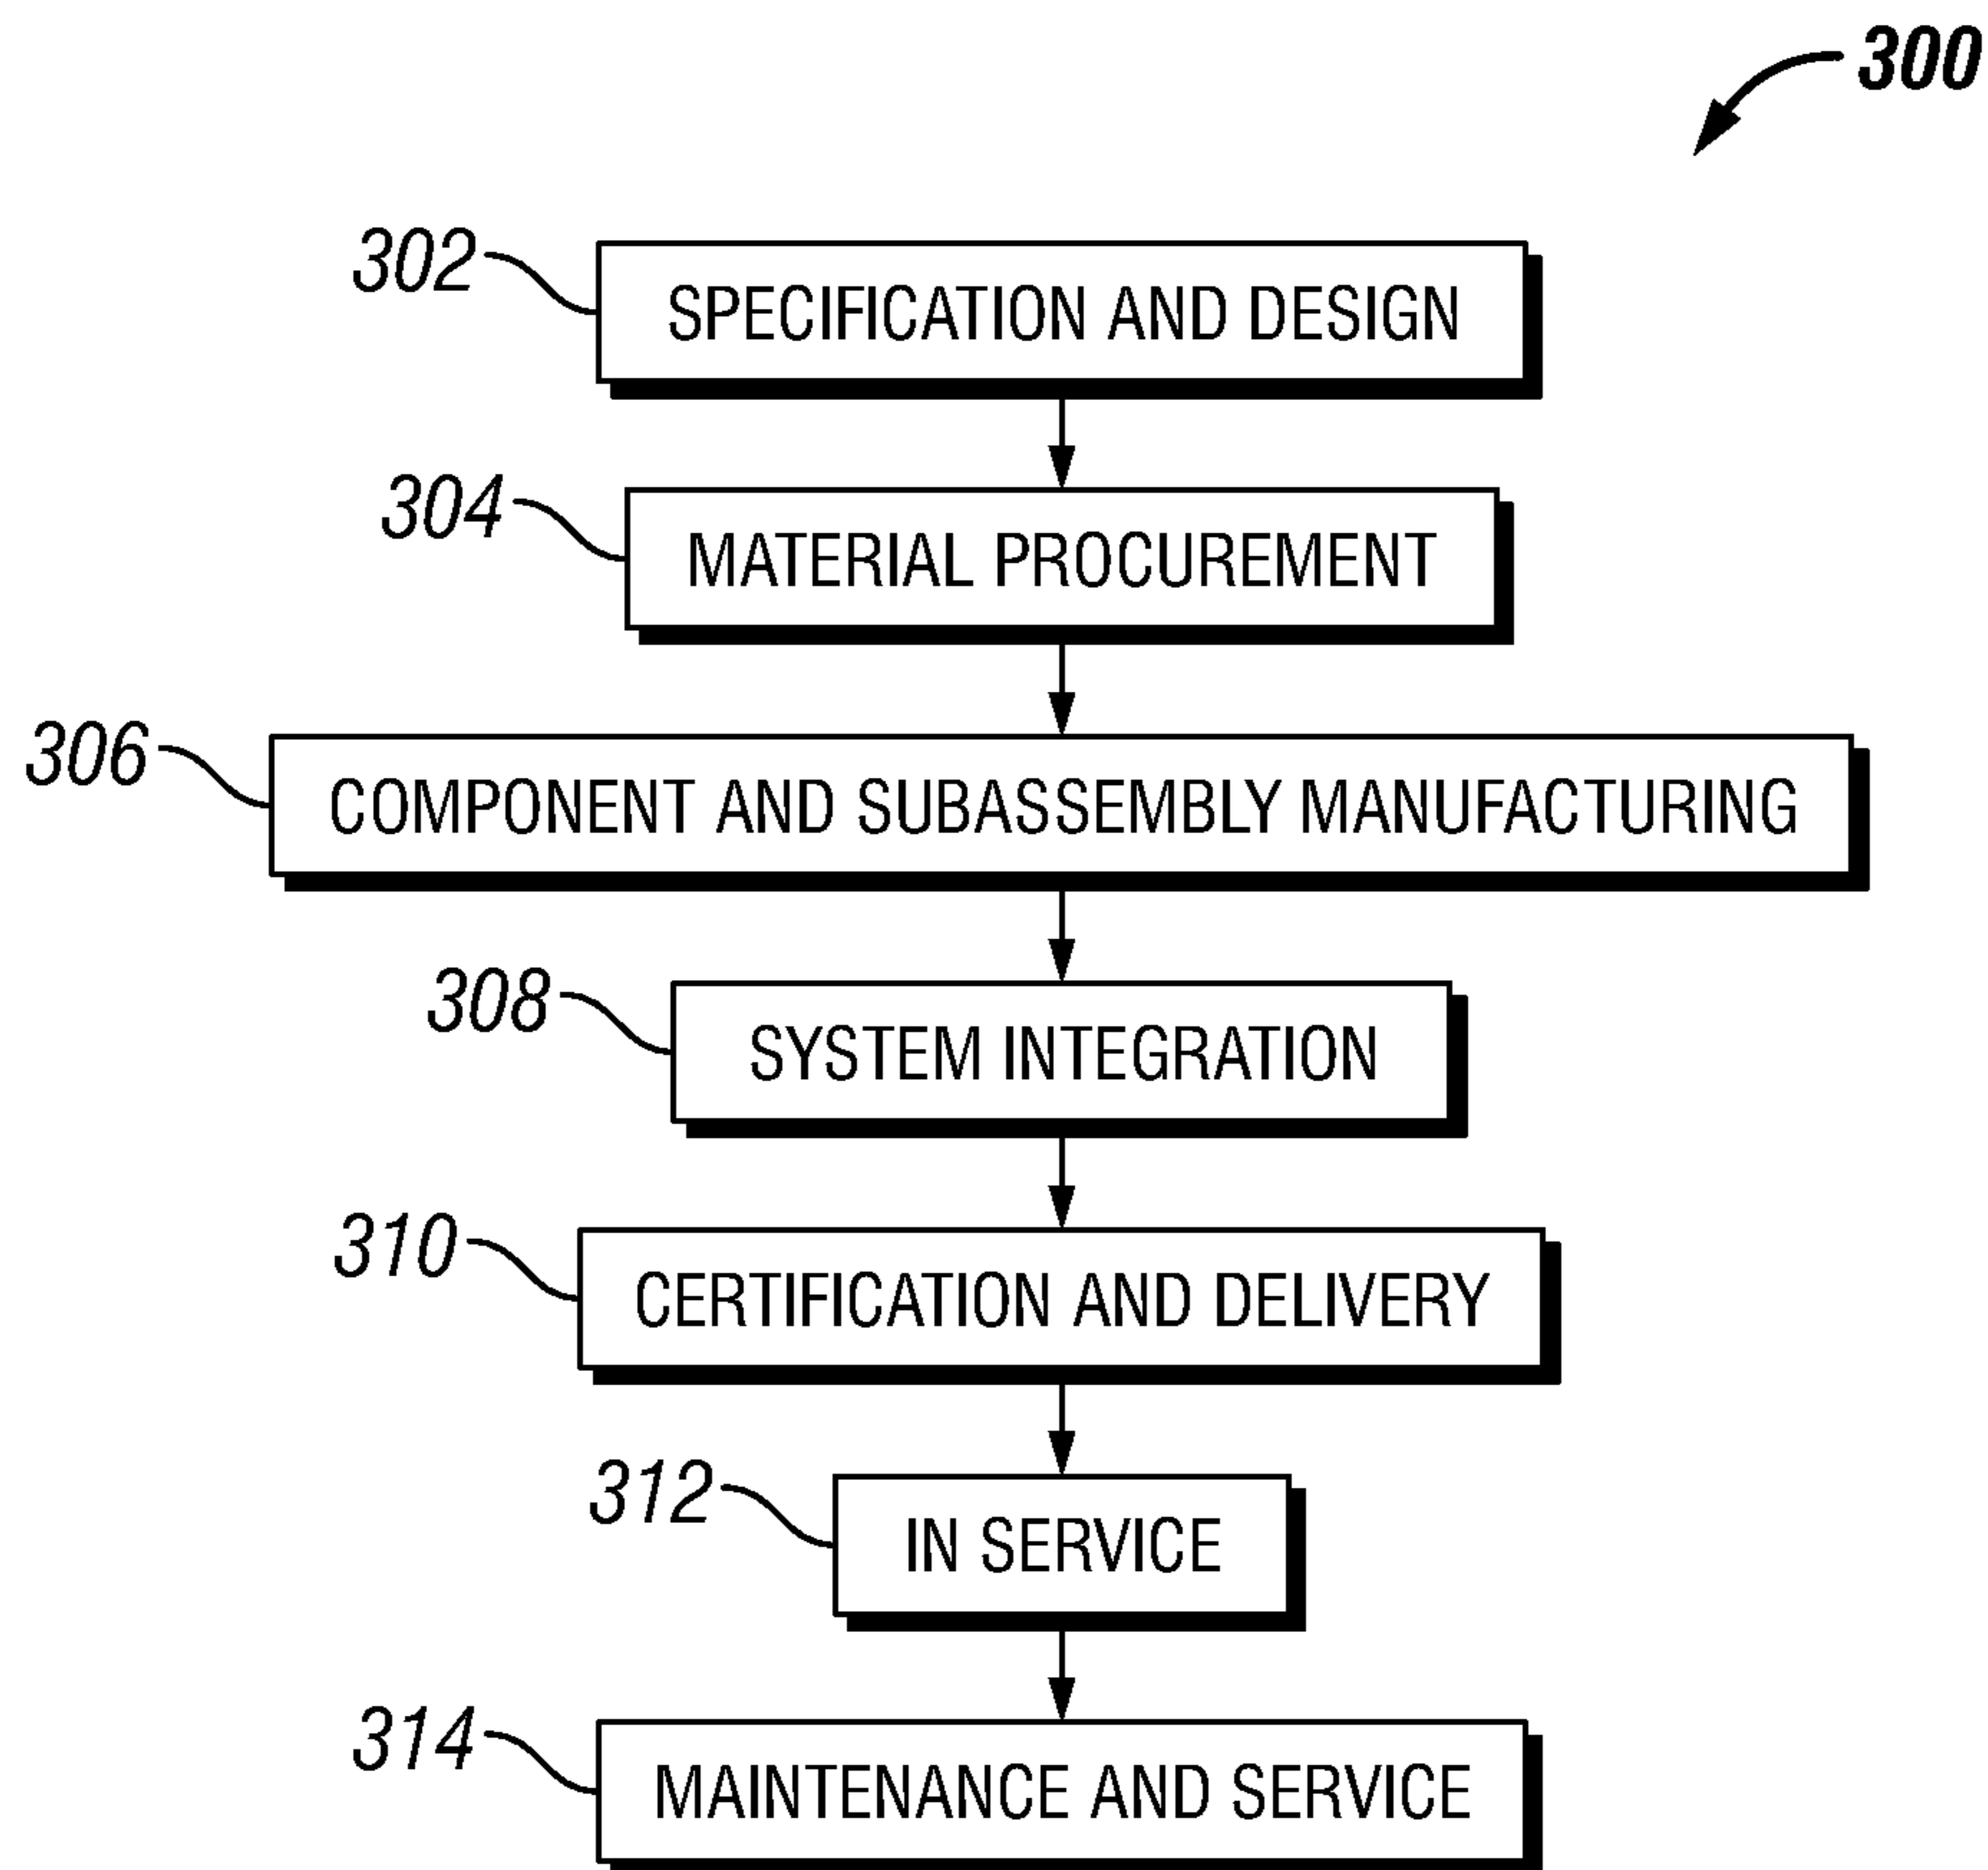 300
302
SPECIFICATION AND DESIGN
304
MATERIAL PROCUREMENT
306
COMPONENT AND SUBASSEMBLY MANUFACTURING
308
SYSTEM INTEGRATION
310
CERTIFICATION AND DELIVERY
312
IN SERVICE
314
MAINTENANCE AND SERVICE